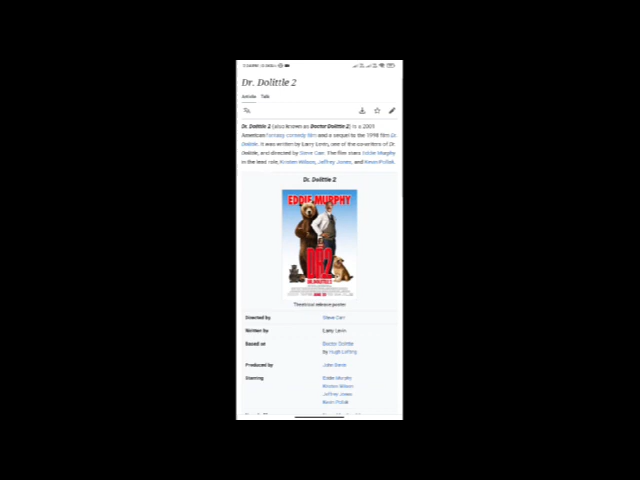 Dr. Dolittle 2
Article Talk
Dr. Dolittle 2 (also known as Doctor Dolittle 2) is a 2001
American fantasy comedy film and a sequel to the 1998 film Dr.
Dolittle. It was written by Larry Levin, one of the co-writers of Dr.
Dolittle, and directed by Steve Carr. The film stars Eddie Murphy
in the lead role, Kristen Wilson, Jeffrey Jones, and Kevin Pollak.
Dr. Dolittle 2
EDDIE MURPHY
DR2
DR. DOLITTLE 2
Theatrical release poster
Directed by Steve Carr
Written by Larry Levin
Based on Doctor Dolittle
by Hugh Lofting
Produced by John Davis
Starring Eddie Murphy
Kristen Wilson
Jeffrey Jones
Kevin Pollak